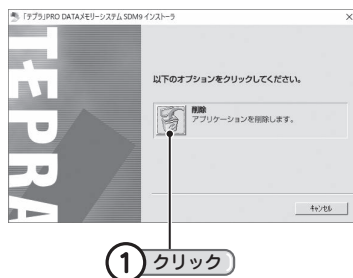 「テプラ」PRO DATAメモリーシステム SDM9 インストーラ
TEPRA
以下のオプションをクリックしてください。
削除
アプリケーションを削除します。
キャンセル
1 クリック